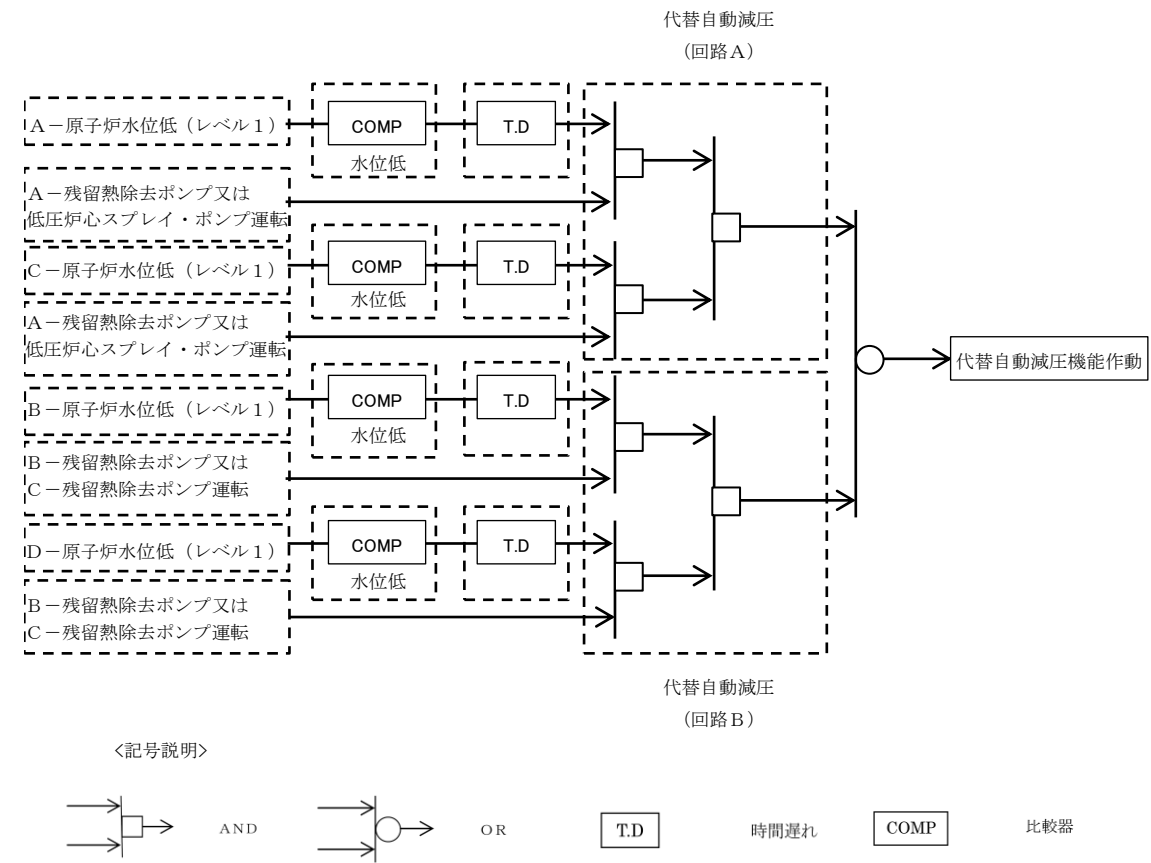 代替自動減圧
（回路Ａ）
Ａ－原子炉水位低（レベル１）
COMP
水位低
T.D
Ａ－残留熱除去ポンプ又は
低圧炉心スプレイ・ポンプ運転
Ｃ－原子炉水位低（レベル１）
COMP
水位低
T.D
Ａ－残留熱除去ポンプ又は
低圧炉心スプレイ・ポンプ運転
代替自動減圧機能作動
Ｂ－原子炉水位低（レベル１）
COMP
水位低
T.D
Ｂ－残留熱除去ポンプ又は
Ｃ－残留熱除去ポンプ運転
Ｄ－原子炉水位低（レベル１）
COMP
水位低
T.D
Ｂ－残留熱除去ポンプ又は
Ｃ－残留熱除去ポンプ運転
代替自動減圧
（回路Ｂ）
<記号説明>
AND
OR
T.D
時間遅れ
COMP
比較器